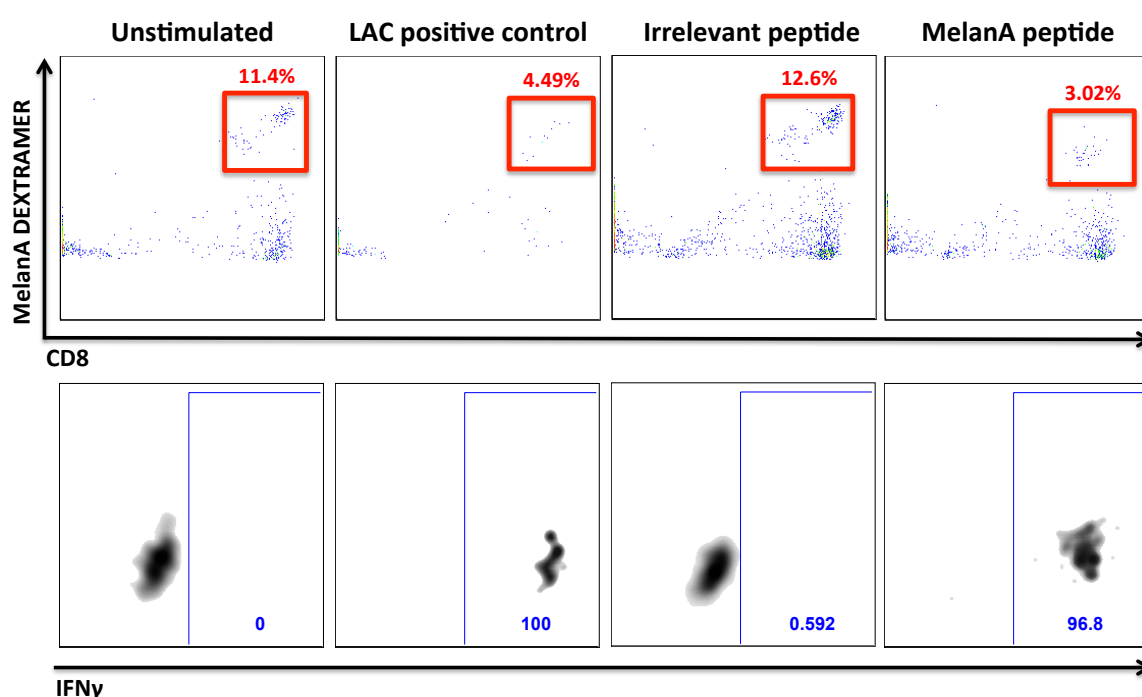 Unstimulated
LAC positive control
Irrelevant peptide
MelanA peptide
11.4%
4.49%
12.6%
3.02%
MelanA DEXTRAMER
CD8
0
100
0.592
96.8
IFNγ